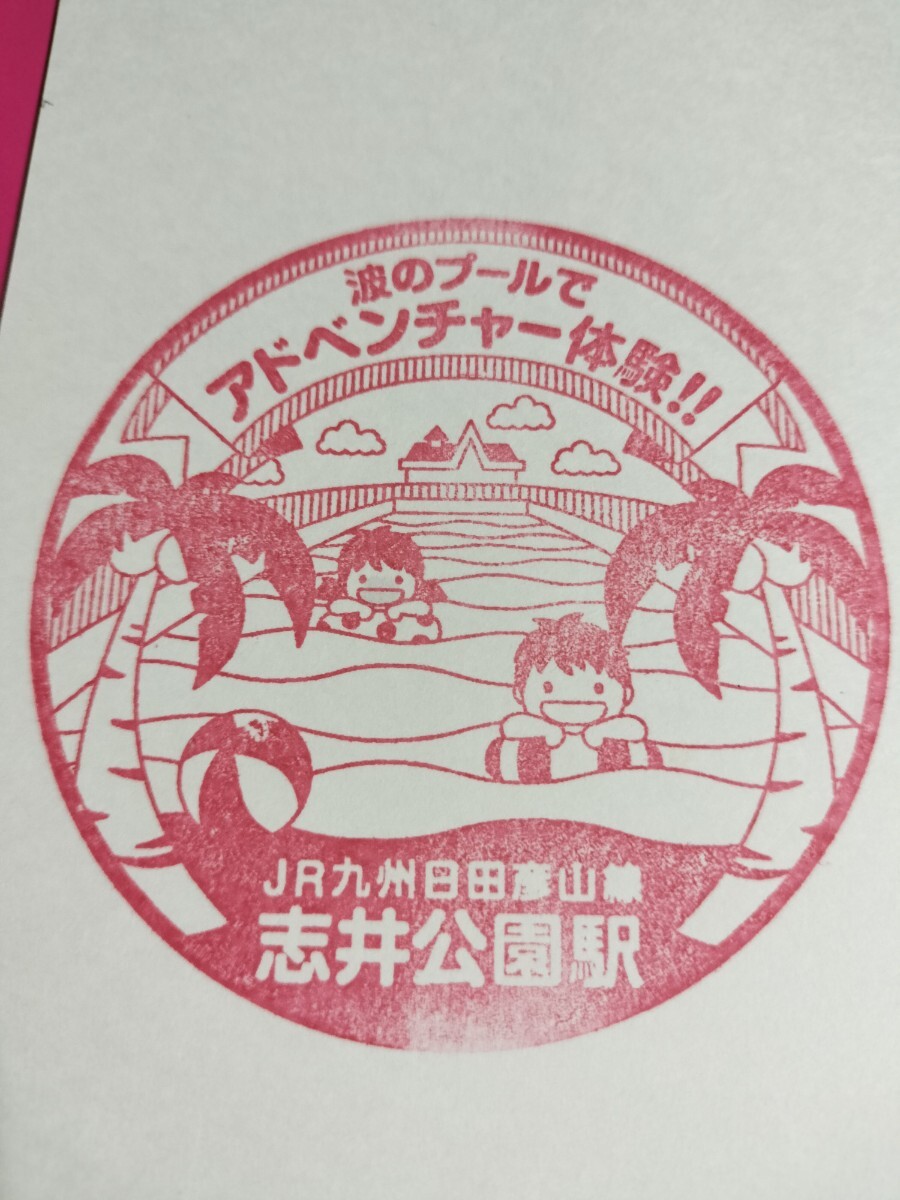 波のプールで
アドベンチャー体験!!
JR九州日田彦山線
志井公園駅